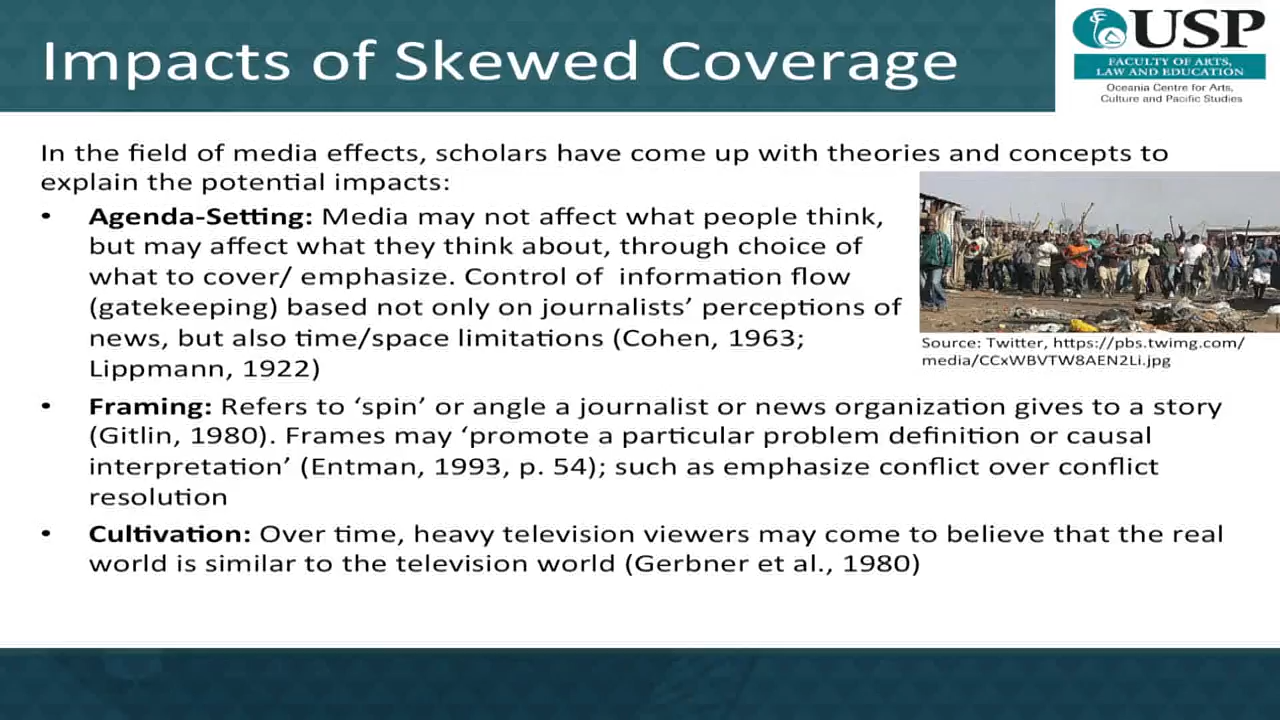 Impacts of Skewed Coverage
USP
FACULTY OF ARTS,
LAW AND EDUCATION
Oceania Centre for Arts,
Culture and Pacific Studies
In the field of media effects, scholars have come up with theories and concepts to
explain the potential impacts:
• Agenda-Setting: Media may not affect what people think,
but may affect what they think about, through choice of
what to cover/ emphasize. Control of information flow
(gatekeeping) based not only on journalists’ perceptions of
news, but also time/space limitations (Cohen, 1963;
Lippmann, 1922)
Source: Twitter, https://pbs.twimg.com/
media/CCxWBVTW8AEN2Li.jpg
• Framing: Refers to ‘spin’ or angle a journalist or news organization gives to a story
(Gitlin, 1980). Frames may ‘promote a particular problem definition or causal
interpretation’ (Entman, 1993, p. 54); such as emphasize conflict over conflict
resolution
• Cultivation: Over time, heavy television viewers may come to believe that the real
world is similar to the television world (Gerbner et al., 1980)